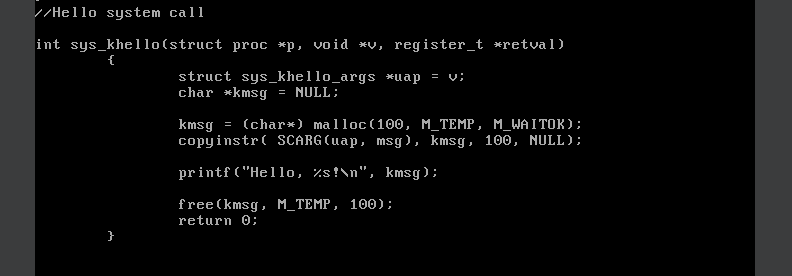 //Hello system call
int sys_khello(struct proc *p, void *v, register_t *retval)
{
struct sys_khello_args *uap = v;
char *kmsg = NULL;
kmsg = (char*) malloc(100, M_TEMP, M_WAITOK);
copyinstr( SCARG(uap, msg), kmsg, 100, NULL);
printf("Hello, %s!\n", kmsg);
free(kmsg, M_TEMP, 100);
return 0;
}